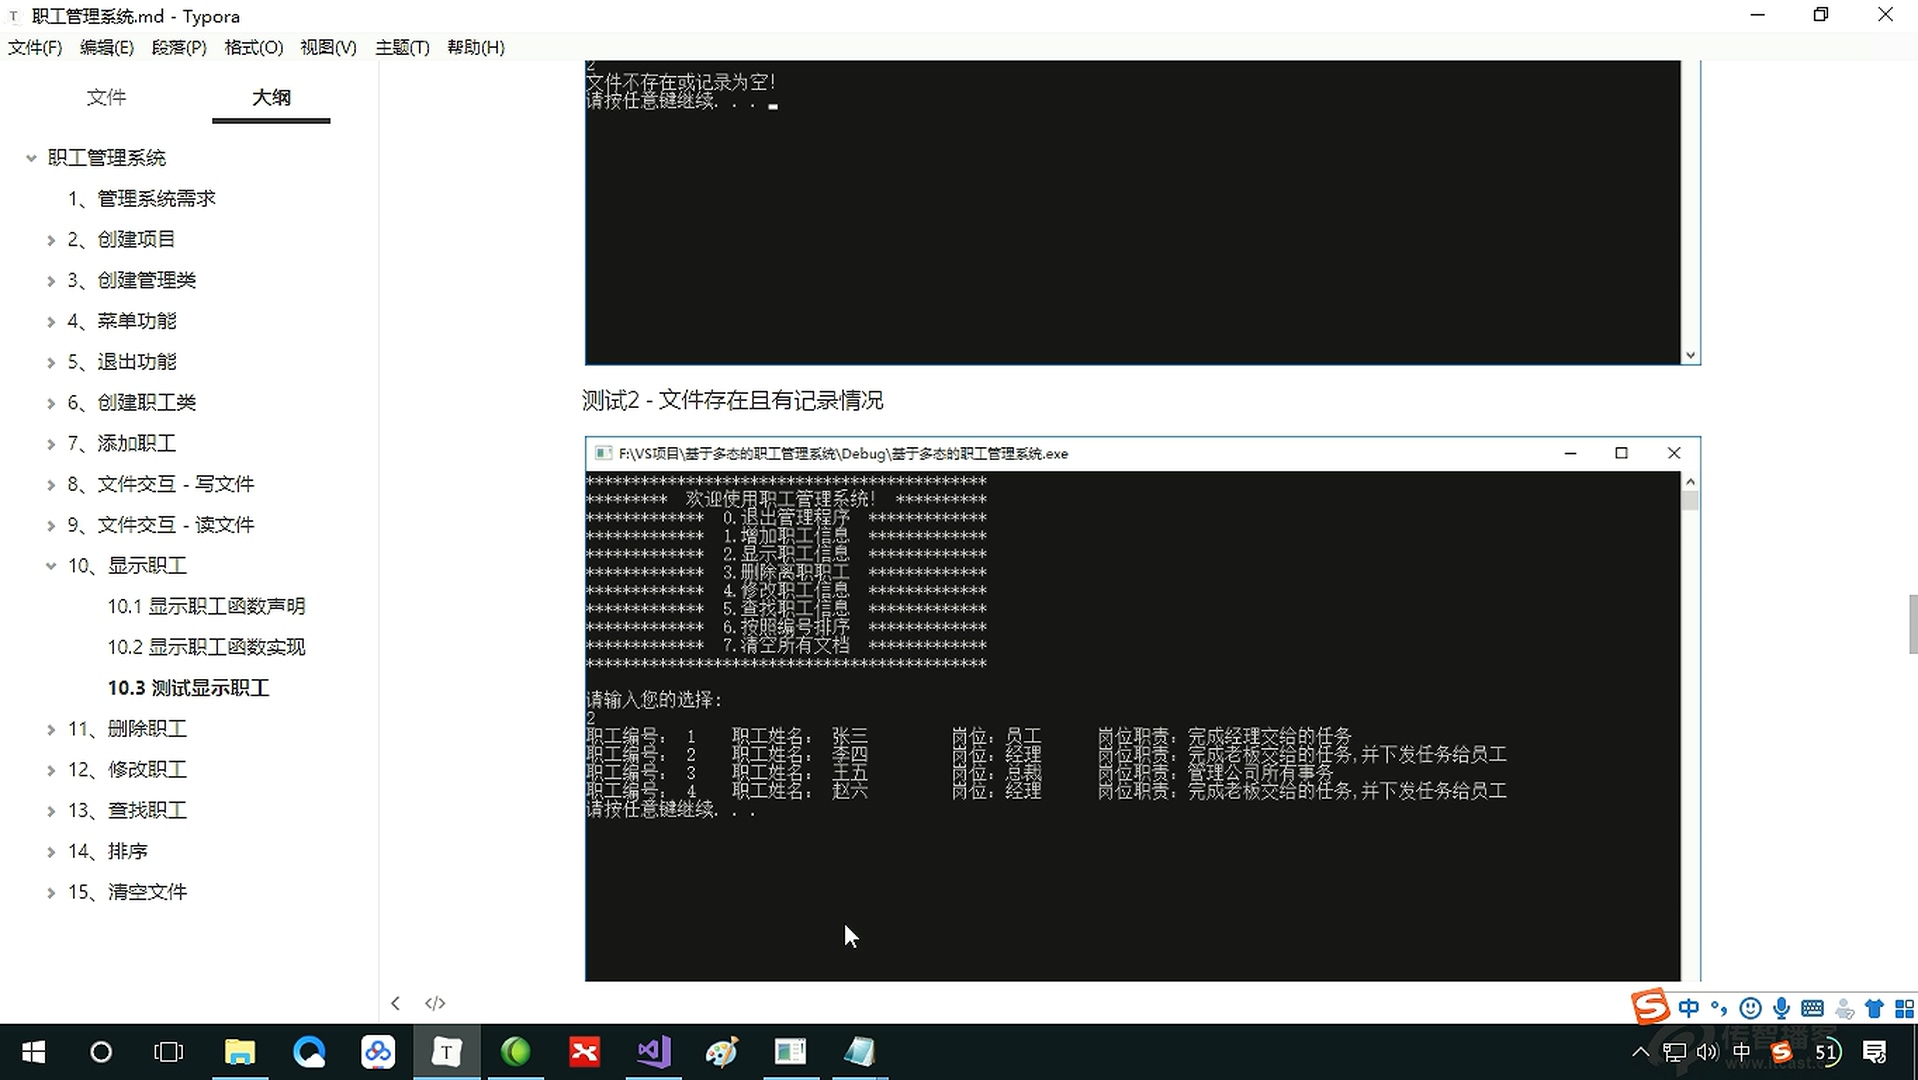 职工管理系统.md - Typora
文件(F) 编辑(E) 段落(P) 格式(O) 视图(V) 主题(T) 帮助(H)
文件 大纲
职工管理系统
1、管理系统需求
2、创建项目
3、创建管理类
4、菜单功能
5、退出功能
6、创建职工类
7、添加职工
8、文件交互 - 写文件
9、文件交互 - 读文件
10、显示职工
10.1 显示职工函数声明
10.2 显示职工函数实现
10.3 测试显示职工
11、删除职工
12、修改职工
13、查找职工
14、排序
15、清空文件
2
文件不存在或记录为空!
请按任意键继续. . .
测试2 - 文件存在且有记录情况
F:\VS项目\基于多态的职工管理系统\Debug\基于多态的职工管理系统.exe
********************************************
*********  欢迎使用职工管理系统!  **********
*************  0.退出管理程序  *************
*************  1.增加职工信息  *************
*************  2.显示职工信息  *************
*************  3.删除离职职工  *************
*************  4.修改职工信息  *************
*************  5.查找职工信息  *************
*************  6.按照编号排序  *************
*************  7.清空所有文档  *************
********************************************
请输入您的选择:
2
职工编号: 1 职工姓名: 张三 岗位: 员工 岗位职责: 完成经理交给的任务
职工编号: 2 职工姓名: 李四 岗位: 经理 岗位职责: 完成老板交给的任务,并下发任务给员工
职工编号: 3 职工姓名: 王五 岗位: 总裁 岗位职责: 管理公司所有事务
职工编号: 4 职工姓名: 赵六 岗位: 经理 岗位职责: 完成老板交给的任务,并下发任务给员工
请按任意键继续. . .
中
中 51
传智播客